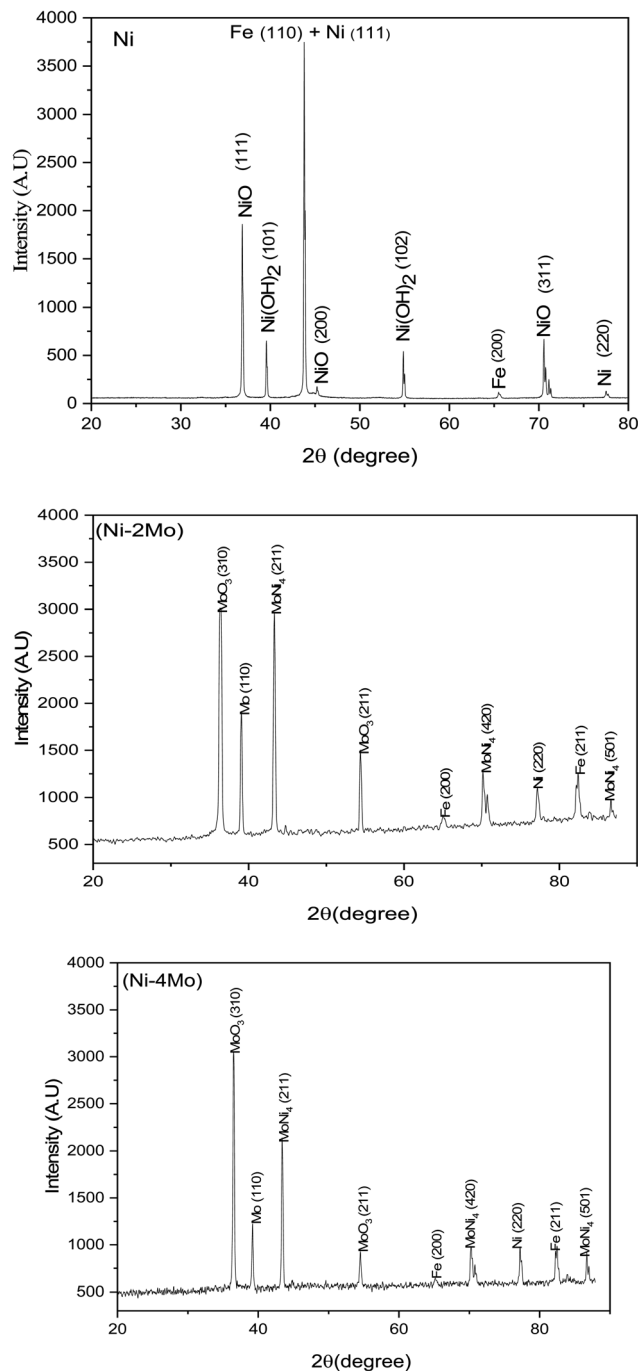 Ni
Fe (110) + Ni (111)
NiO (111)
Ni(OH)2 (101)
NiO (200)
Ni(OH)2 (102)
Fe (200)
NiO (311)
Ni (220)
Intensity (A.U)
4000
3500
3000
2500
2000
1500
1000
500
0
20 30 40 50 60 70 80
2θ (degree)
(Ni-2Mo)
MoO3 (310)
Mo (110)
MoNi4 (211)
MoO3 (211)
Fe (200)
MoNi4 (420)
Ni (220)
Fe (211)
MoNi4 (501)
Intensity (A.U)
4000
3500
3000
2500
2000
1500
1000
500
20 40 60 80
2θ(degree)
(Ni-4Mo)
MoO3 (310)
Mo (110)
MoNi4 (211)
MoO3 (211)
Fe (200)
MoNi4 (420)
Ni (220)
Fe (211)
MoNi4 (501)
Intensity (A.U)
4000
3500
3000
2500
2000
1500
1000
500
20 40 60 80
2θ(degree)